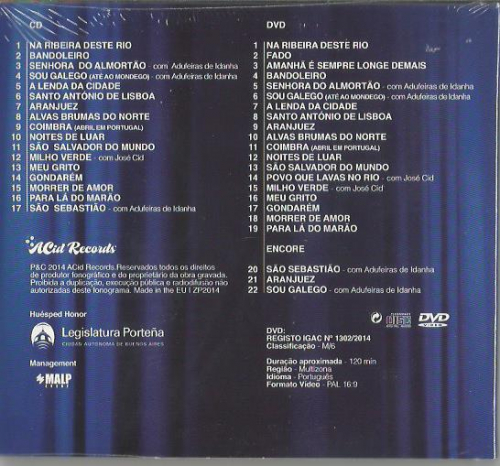 CD
1 NA RIBEIRA DESTE RIO
2 BANDOLEIRO
3 SENHORA DO ALMORTÃO - com Adufeiras de Idanha
4 SOU GALEGO (ATÉ AO MONDEGO) - com Adufeiras de Idanha
5 A LENDA DA CIDADE
6 SANTO ANTÓNIO DE LISBOA
7 ARANJUEZ
8 ALVAS BRUMAS DO NORTE
9 COIMBRA (ABRIL EM PORTUGAL)
10 NOITES DE LUAR
11 SÃO SALVADOR DO MUNDO
12 MILHO VERDE - com José Cid
13 MEU GRITO
14 GONDARÉM
15 MORRER DE AMOR
16 PARA LÁ DO MARÃO
17 SÃO SEBASTIÃO - com Adufeiras de Idanha
ACid Records
P&C 2014 ACid Records.Reservados todos os direitos
do produtor fonográfico e do proprietário da obra gravada.
Proibida a duplicação, execução pública e radiodifusão não
autorizadas deste fonograma. Made in the EU | ZP2014
Huésped Honor
Legislatura Porteña
CIUDAD AUTONOMA DE BUENOS AIRES
Management
MALP
DVD
1 NA RIBEIRA DESTE RIO
2 FADO
3 AMANHÃ É SEMPRE LONGE DEMAIS
4 BANDOLEIRO
5 SENHORA DO ALMORTÃO - com Adufeiras de Idanha
6 SOU GALEGO (ATÉ AO MONDEGO) - com Adufeiras de Idanha
7 A LENDA DA CIDADE
8 SANTO ANTÓNIO DE LISBOA
9 ARANJUEZ
10 ALVAS BRUMAS DO NORTE
11 COIMBRA (ABRIL EM PORTUGAL)
12 NOITES DE LUAR
13 SÃO SALVADOR DO MUNDO
14 POVO QUE LAVAS NO RIO - com José Cid
15 MILHO VERDE - com José Cid
16 MEU GRITO
17 GONDARÉM
18 MORRER DE AMOR
19 PARA LÁ DO MARÃO
ENCORE
20 SÃO SEBASTIÃO - com Adufeiras de Idanha
21 ARANJUEZ
22 SOU GALEGO - com Adufeiras de Idanha
DVD:
REGISTO IGAC Nº 1302/2014
Classificação - M/6
Duração aproximada - 120 min
Região - Multizona
Idioma - Português
Formato Vídeo - PAL 16:9
DVD
VIDEO